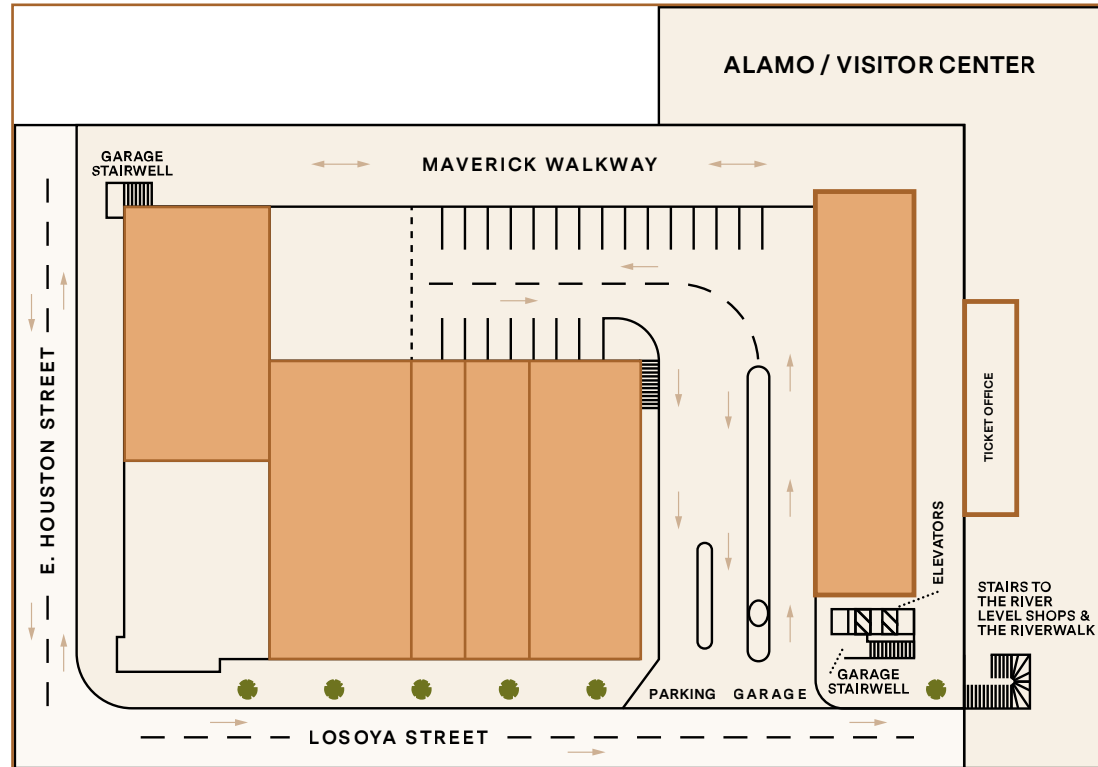 ALAMO / VISITOR CENTER
GARAGE
STAIRWELL
MAVERICK WALKWAY
E. HOUSTON STREET
TICKET OFFICE
ELEVATORS
STAIRS TO
THE RIVER
LEVEL SHOPS &
THE RIVERWALK
GARAGE
STAIRWELL
PARKING GARAGE
LOSOYA STREET